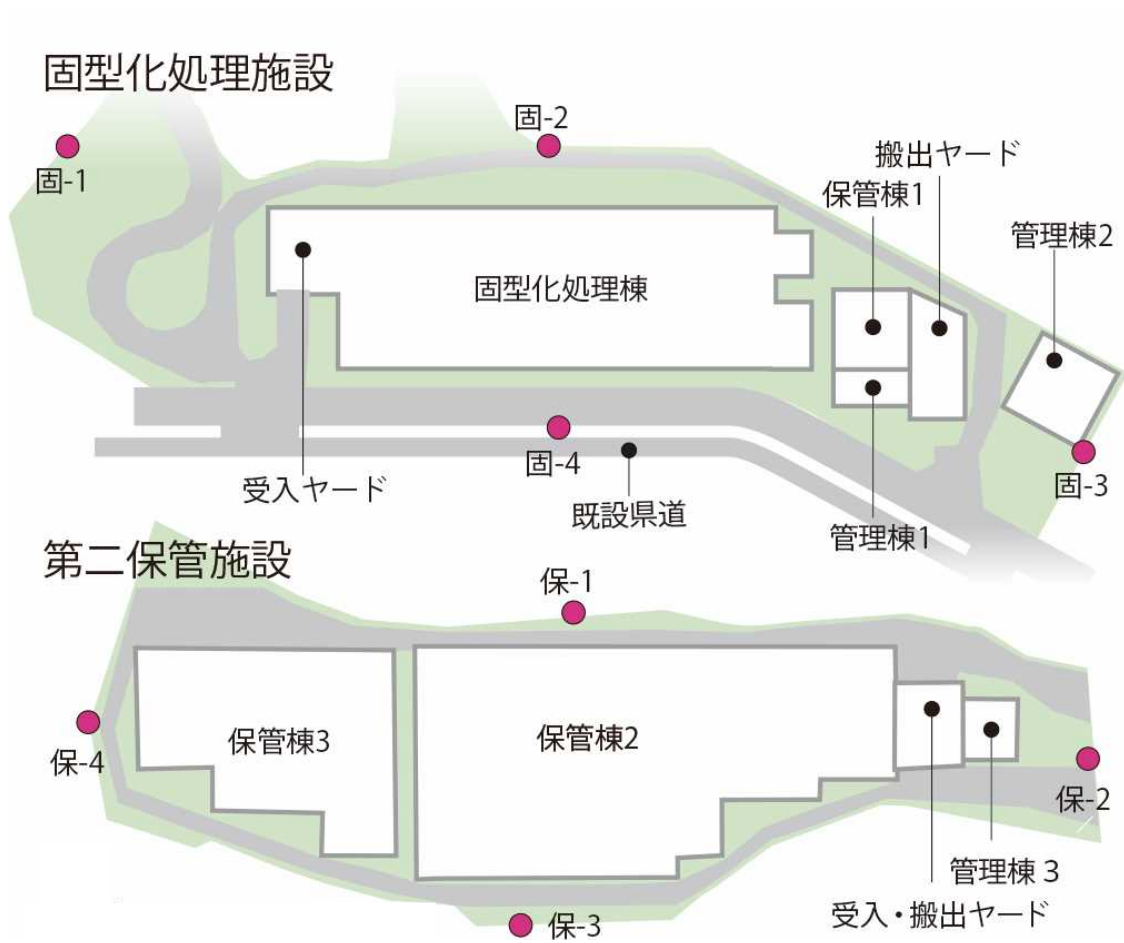 固型化処理施設
固-2
搬出ヤード
固-1
保管棟1
管理棟2
固型化処理棟
固-4
受入ヤード
既設県道
固-3
管理棟1
第二保管施設
保-1
保管棟3
保管棟2
保-4
保-2
管理棟 3
受入・搬出ヤード
保-3